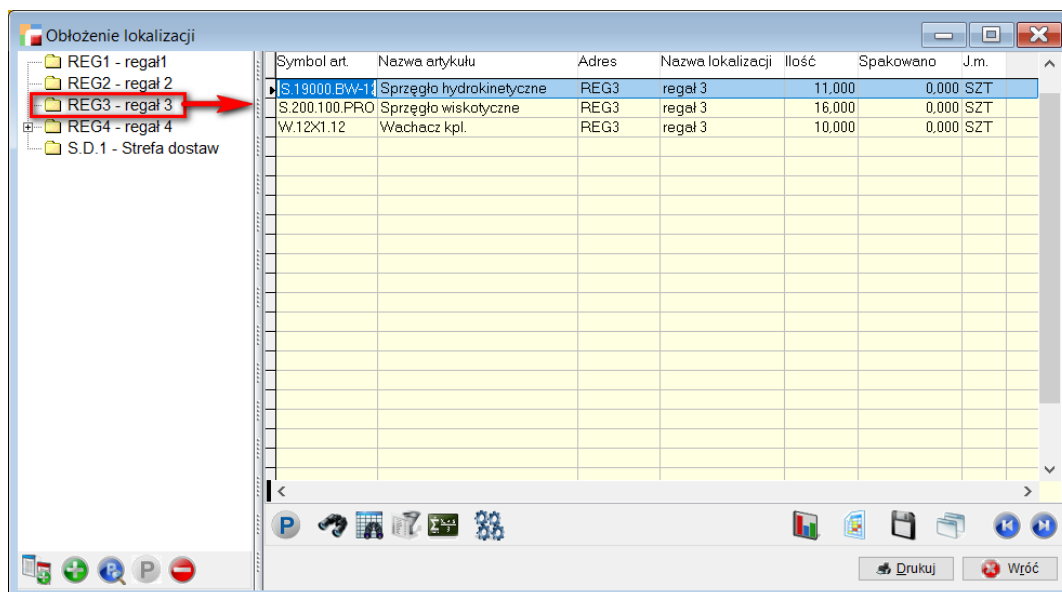 Obłożenie lokalizacji
REG1 - regał1
REG2 - regał 2
REG3 - regał 3
REG4 - regał 4
S.D.1 - Strefa dostaw
Symbol art. Nazwa artykułu Adres Nazwa lokalizacji Ilość Spakowano J.m.
S.19000.BW-12 Sprzęgło hydrokinetyczne REG3 regał 3 11,000 0,000 SZT
S.200.100.PRO Sprzęgło wiskotyczne REG3 regał 3 16,000 0,000 SZT
W.12X1.12 Wachacz kpl. REG3 regał 3 10,000 0,000 SZT
P
P
P
Drukuj Wróć